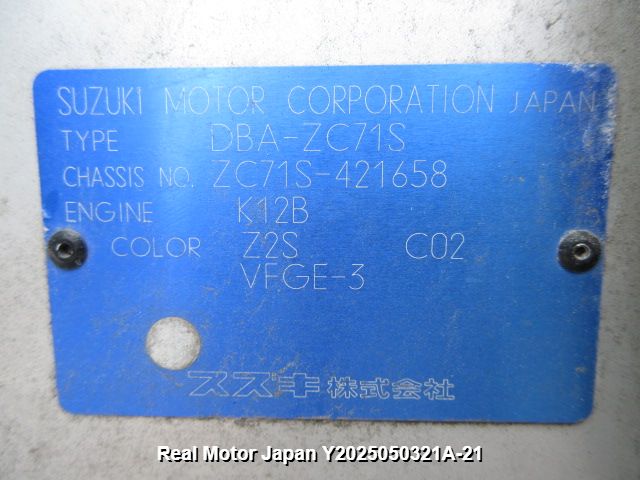 SUZUKI MOTOR CORPORATION JAPAN
TYPE DBA-ZC71S
CHASSIS NO. ZC71S-421658
ENGINE K12B
COLOR Z2S C02
VFGE-3
スズキ株式会社
Real Motor Japan Y2025050321A-21